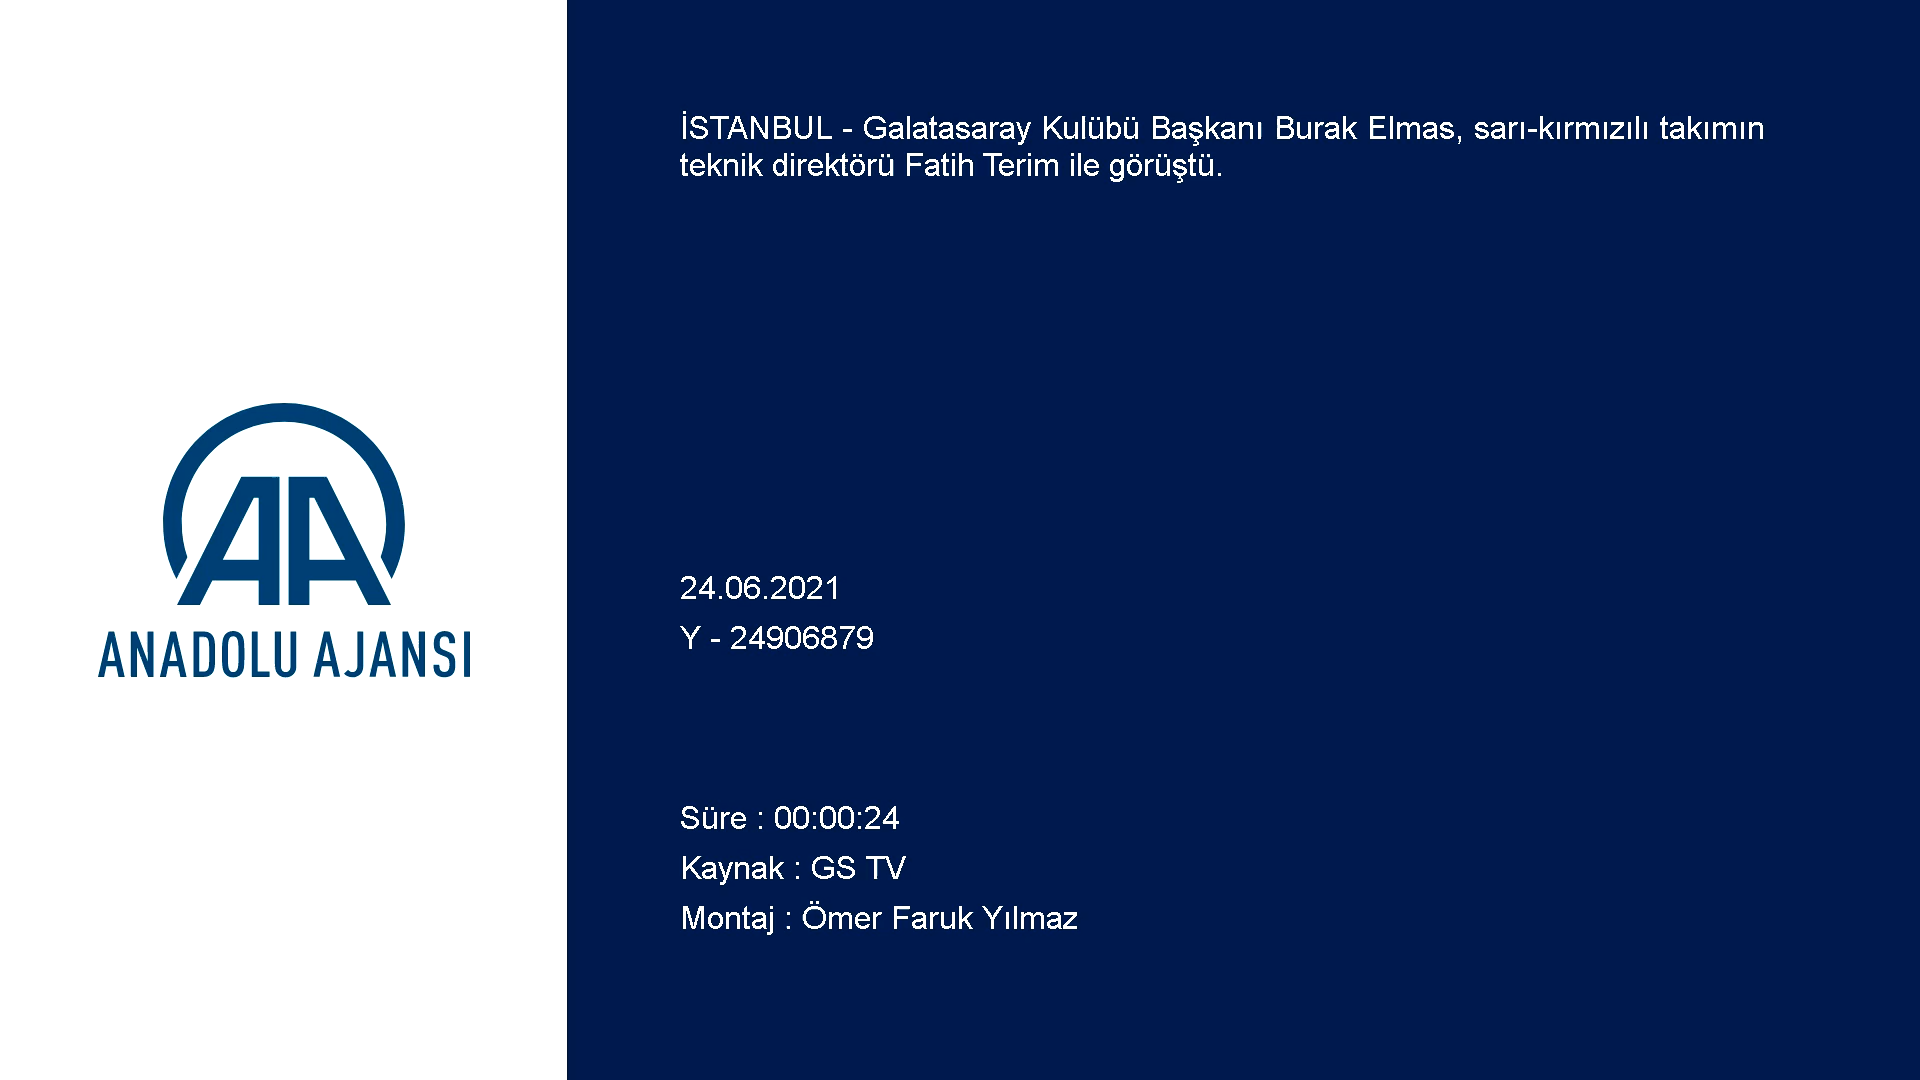 İSTANBUL - Galatasaray Kulübü Başkanı Burak Elmas, sarı-kırmızılı takımın
teknik direktörü Fatih Terim ile görüştü.
AA
ANADOLU AJANSI
24.06.2021
Y - 24906879
Süre : 00:00:24
Kaynak : GS TV
Montaj : Ömer Faruk Yılmaz